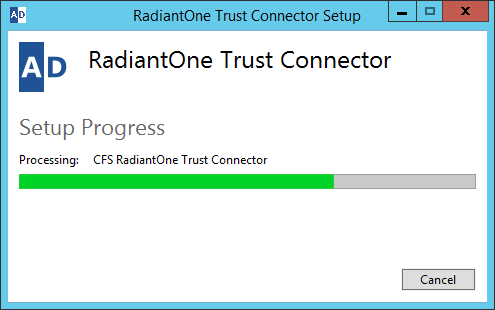 AD RadiantOne Trust Connector Setup
AD RadiantOne Trust Connector
Setup Progress
Processing: CFS RadiantOne Trust Connector
Cancel